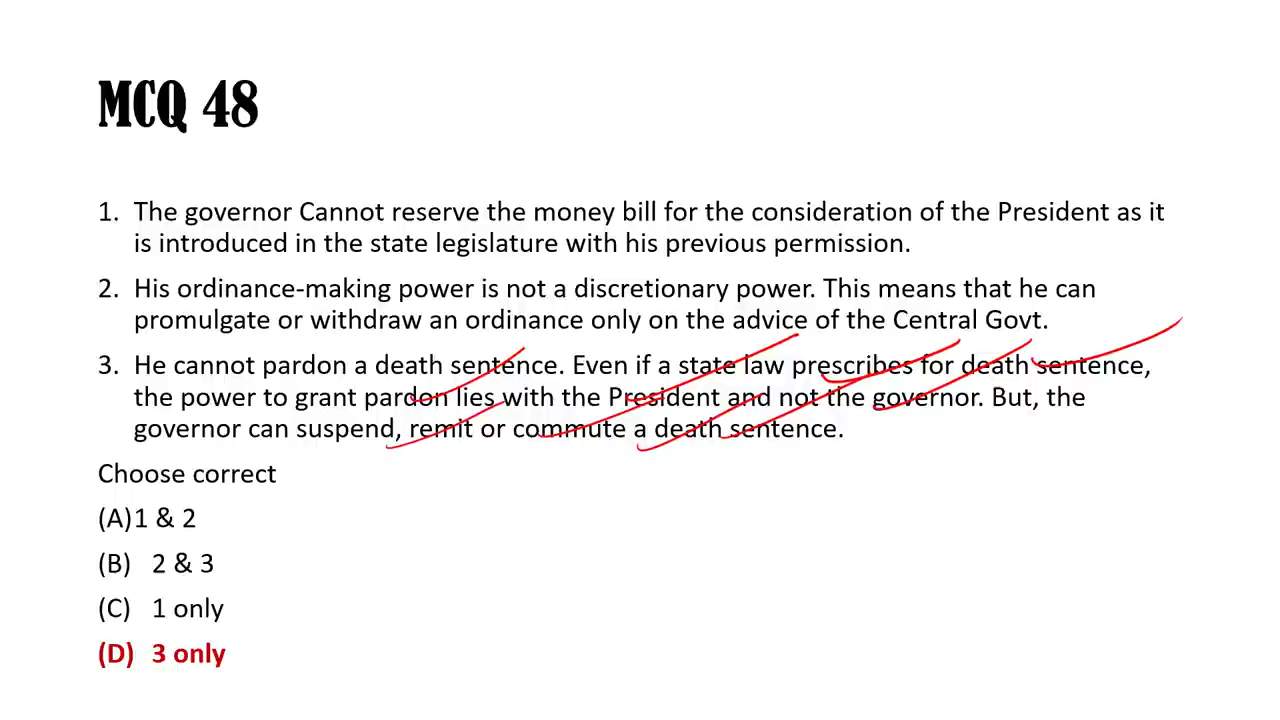 MCQ 48
1. The governor Cannot reserve the money bill for the consideration of the President as it
is introduced in the state legislature with his previous permission.
2. His ordinance-making power is not a discretionary power. This means that he can
promulgate or withdraw an ordinance only on the advice of the Central Govt.
3. He cannot pardon a death sentence. Even if a state law prescribes for death sentence,
the power to grant pardon lies with the President and not the governor. But, the
governor can suspend, remit or commute a death sentence.
Choose correct
(A)1 & 2
(B) 2 & 3
(C) 1 only
(D) 3 only